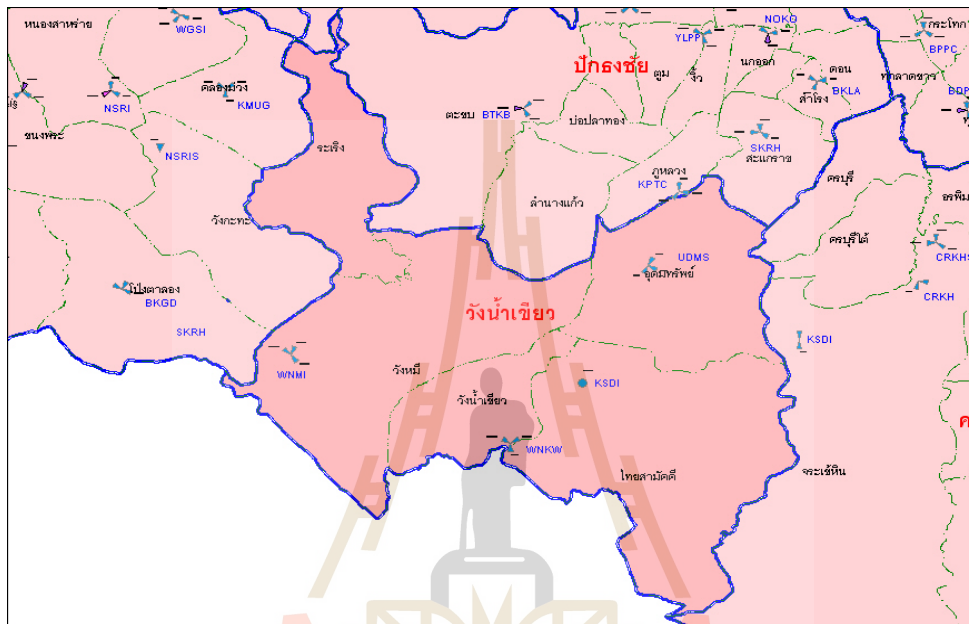 หนองสาหร่าย
WGSI
NOKO
กระโทก
YLPP
BPPC
ปักธงชัย
ตูม
งิ้ว
นกออก
ดอน
ท่าลาดขาว
คลองม่วง
NSRI
KMUG
สำโรง
BKLA
BDP
ตะขบ
BTKB
บ่อปลาทอง
ขนงพระ
SKRH
สะแกราช
NSRIS
ระเริง
ภูหลวง
KPTC
ครบุรี
อรพิม
ลำนางแก้ว
วังกะทะ
ครบุรีใต้
CRKHS
UDMS
อุดมทรัพย์
โป่งตาลอง
BKGD
CRKH
วังน้ำเขียว
SKRH
KSDI
WNMI
วังหมี
KSDI
วังน้ำเขียว
ค
WNKW
ไทยสามัคคี
จระเข้หิน